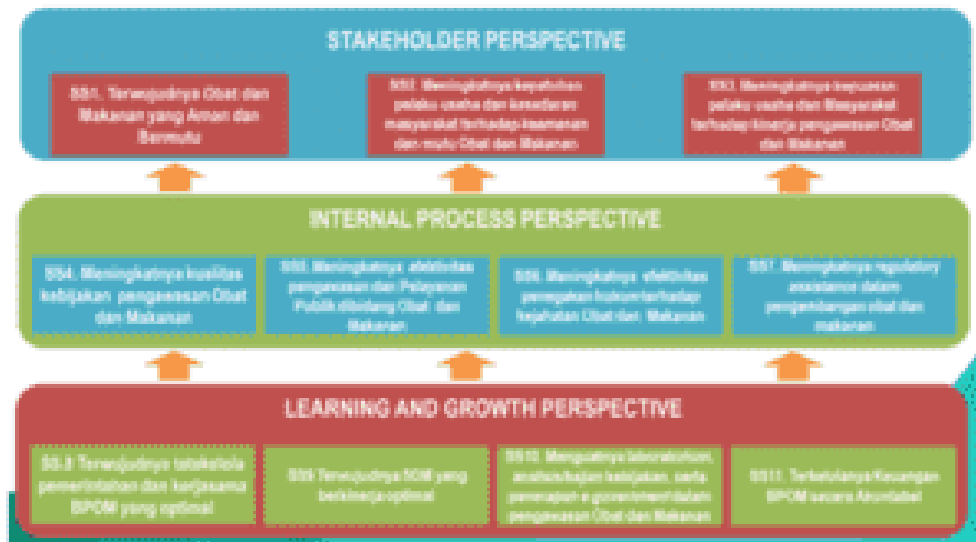 STAKEHOLDER PERSPECTIVE
SS1. Terwujudnya Obat dan
Makanan yang Aman dan
Bermutu
SS2. Meningkatnya kepatuhan
pelaku usaha dan kesadaran
masyarakat terhadap keamanan
dan mutu Obat dan Makanan
SS3. Meningkatnya kepuasan
pelaku usaha dan Masyarakat
terhadap kinerja pengawasan Obat
dan Makanan
INTERNAL PROCESS PERSPECTIVE
SS4. Meningkatnya kualitas
kebijakan pengawasan Obat
dan Makanan
SS5. Meningkatnya efektivitas
pengawasan dan Pelayanan
Publik dibidang Obat dan
Makanan
SS6. Meningkatnya efektivitas
penegakan hukum terhadap
kejahatan Obat dan Makanan
SS7. Meningkatnya regulatory
assistance dalam
pengembangan obat dan
makanan
LEARNING AND GROWTH PERSPECTIVE
SS.8 Terwujudnya tatakelola
pemerintahan dan kerjasama
BPOM yang optimal
SS9 Terwujudnya SDM yang
berkinerja optimal
SS10. Menguatnya laboratorium,
kebijakan, serta
e-government dalam
pengawasan Obat dan Makanan
SS11. Terkelolanya Keuangan
BPOM secara Akuntabel